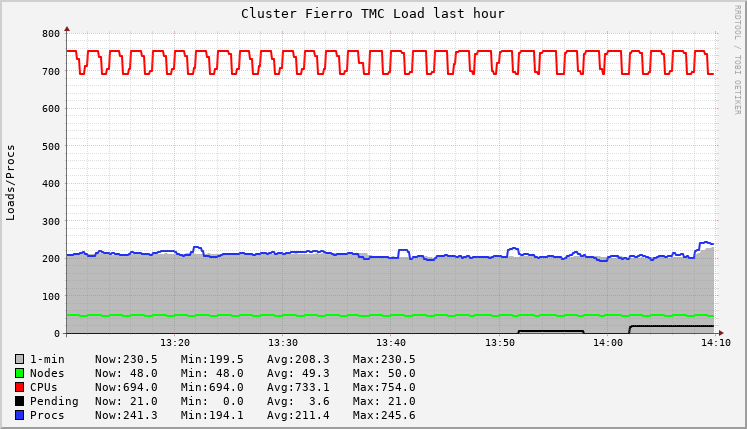 Cluster Fierro TMC Load last hour
RRDTOOL / TOBI OETIKER
Loads/Procs
800
700
600
500
400
300
200
100
0
13:20 13:30 13:40 13:50 14:00 14:10
1-min Now:230.5 Min:199.5 Avg:208.3 Max:230.5
Nodes Now: 48.0 Min: 48.0 Avg: 49.3 Max: 50.0
CPUs Now:694.0 Min:694.0 Avg:733.1 Max:754.0
Pending Now: 21.0 Min: 0.0 Avg: 3.6 Max: 21.0
Procs Now:241.3 Min:194.1 Avg:211.4 Max:245.6